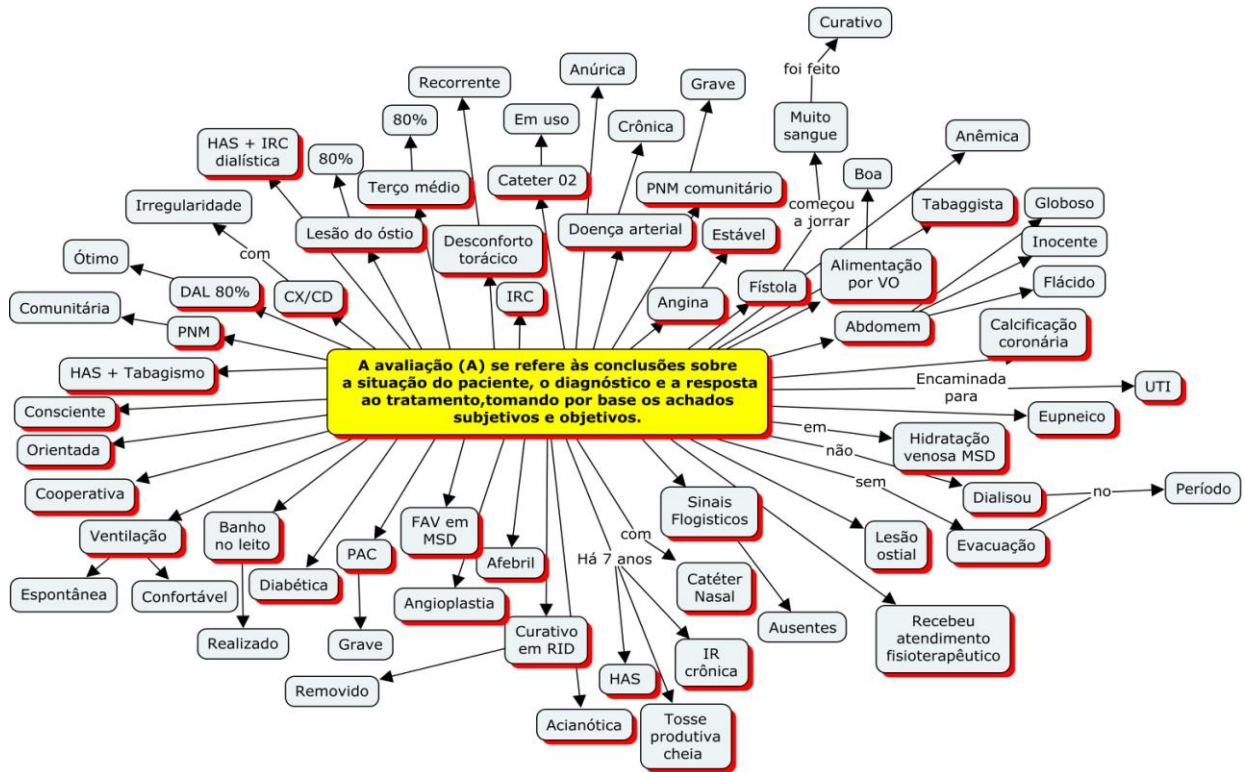 Curativo
foi feito
Recorrente
Anúrica
Grave
80%
Em uso
Crônica
Muito
sangue
Anêmica
HAS + IRC
dialística
80%
Terço médio
Cateter 02
PNM comunitário
Boa
começou
a jorrar
Tabaggista
Globoso
Irregularidade
com
Lesão do óstio
Desconforto
torácico
Doença arterial
Estável
Inocente
Ótimo
DAL 80%
CX/CD
IRC
Angina
Fístola
Alimentação
por VO
Flácido
Comunitária
PNM
Abdomem
Calcificação
coronária
HAS + Tabagismo
A avaliação (A) se refere às conclusões sobre
a situação do paciente, o diagnóstico e a resposta
ao tratamento,tomando por base os achados
subjetivos e objetivos.
Encaminada
para
UTI
Consciente
Eupneico
Orientada
em
Hidratação
venosa MSD
não
Cooperativa
sem
Dialisou
no
Período
Ventilação
Banho
no leito
Diabética
PAC
FAV em
MSD
Afebril
Angioplastia
Sinais
Flogisticos
com
Há 7 anos
Lesão
ostial
Evacuação
Espontânea
Confortável
Catéter
Nasal
Realizado
Grave
Curativo
em RID
Ausentes
Recebeu
atendimento
fisioterapêutico
Removido
HAS
IR
crônica
Acianótica
Tosse
produtiva
cheia